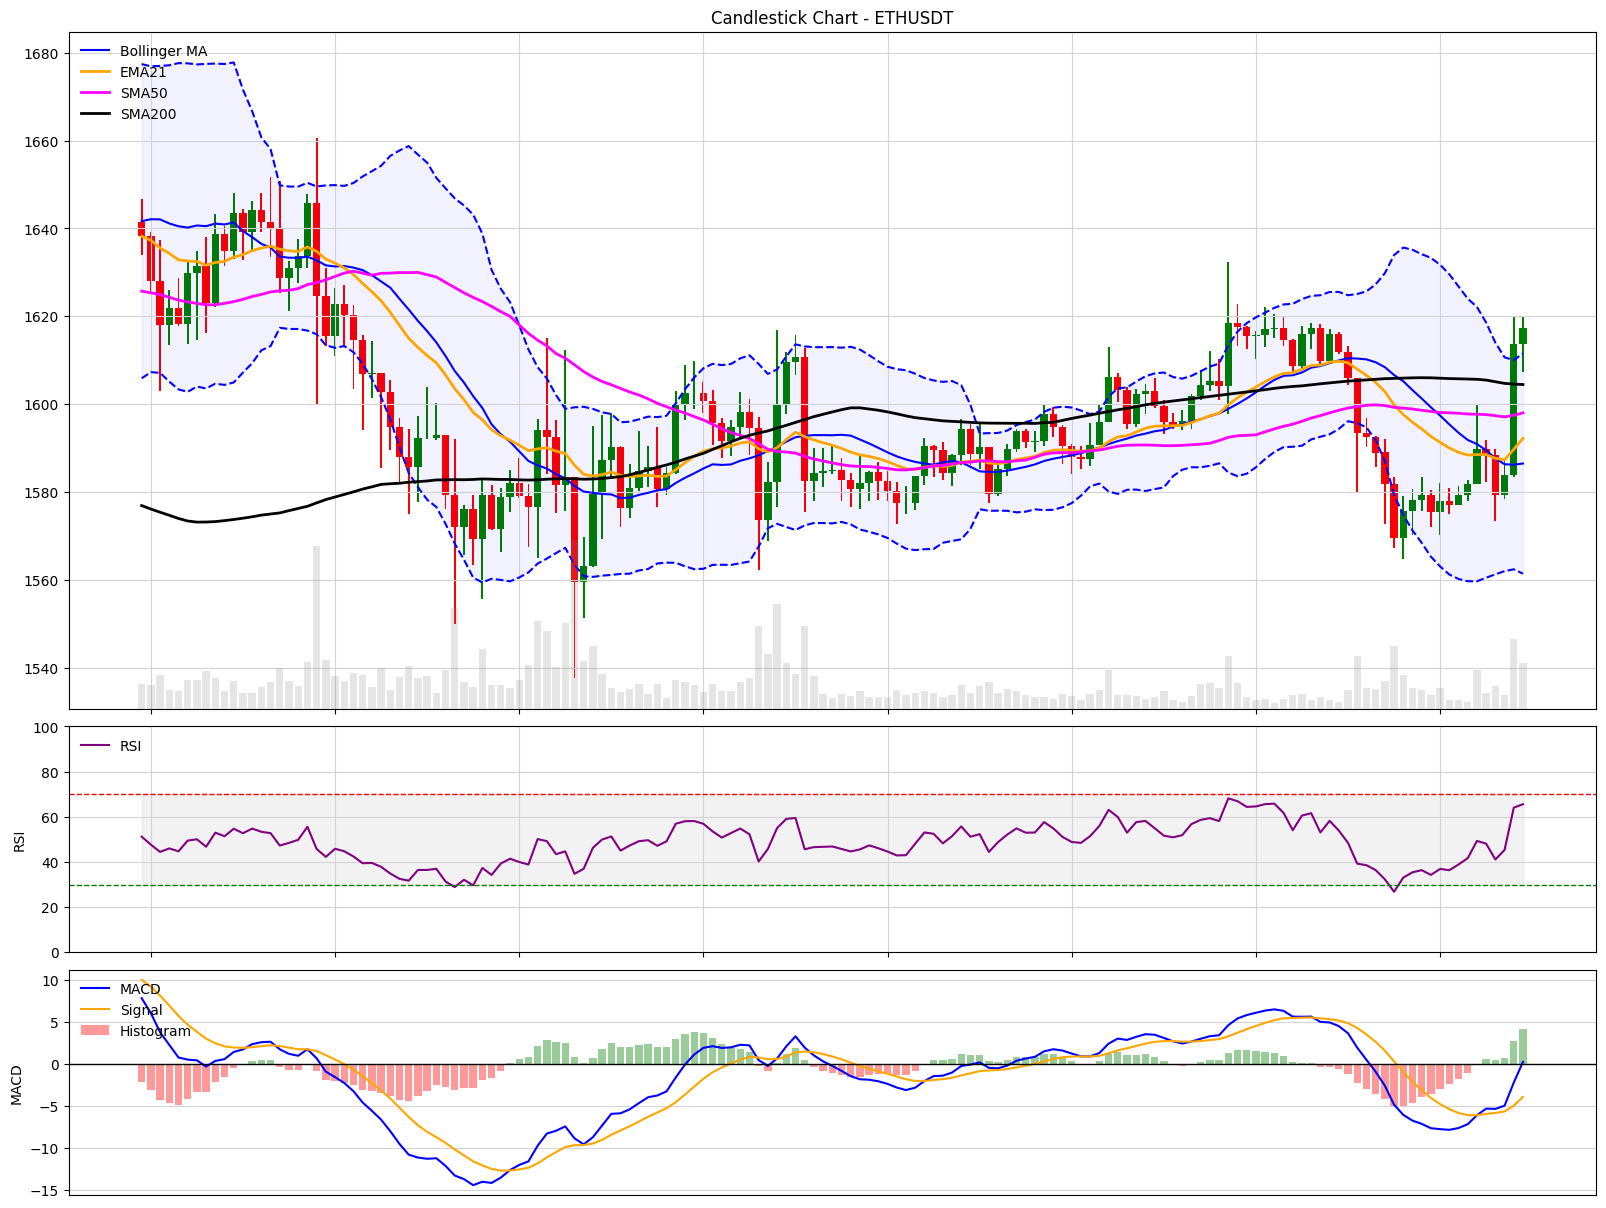 Candlestick Chart - ETHUSDT
Bollinger MA
EMA21
SMA50
SMA200
1680
1660
1640
1620
1600
1580
1560
1540
RSI
RSI
100
80
60
40
20
0
MACD
MACD
Signal
Histogram
10
5
0
−5
−10
−15